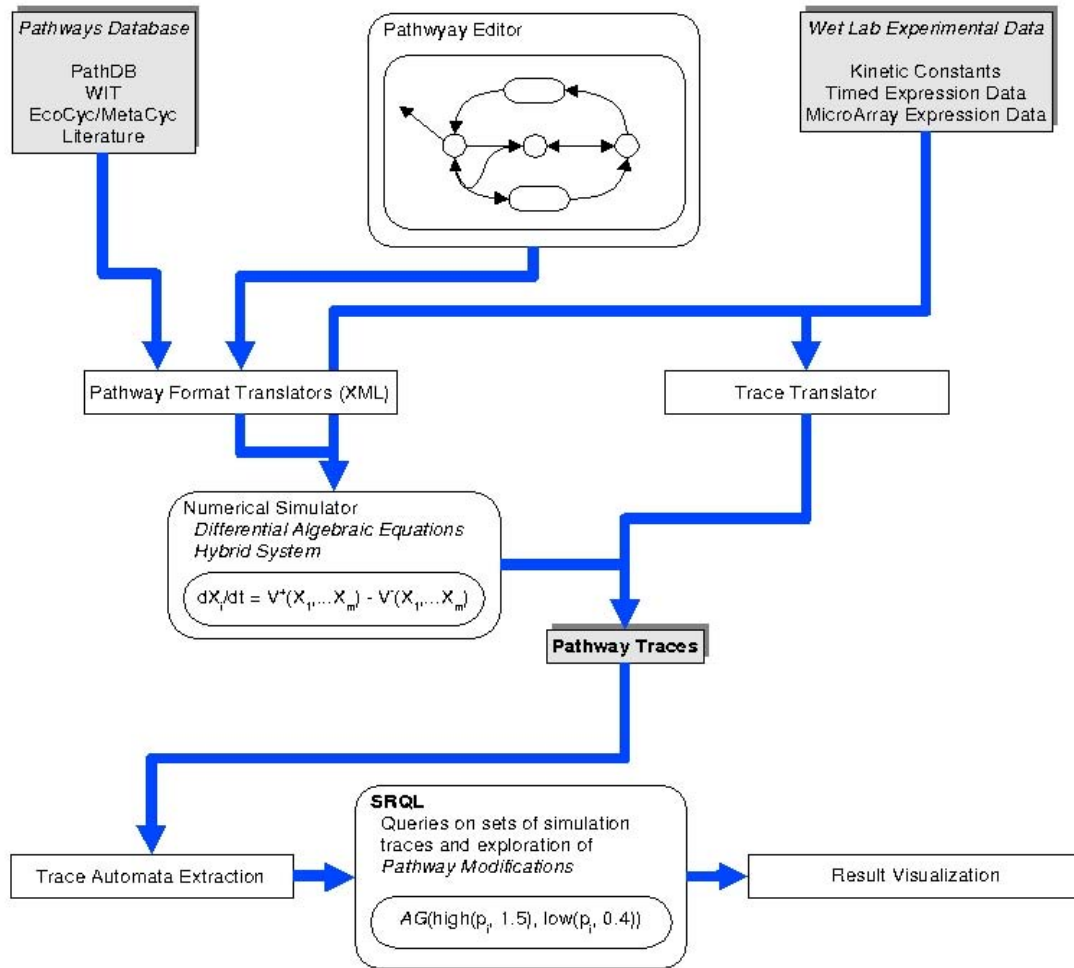 Pathways Database
PathDB
WIT
EcoCyc/MetaCyc
Literature
Pathwyay Editor
Wet Lab Experimental Data
Kinetic Constants
Timed Expression Data
MicroArray Expression Data
Pathway Format Translators (XML)
Trace Translator
Numerical Simulator
Differential Algebraic Equations
Hybrid System
dXᵢ/dt = V⁺(X₁,...Xₘ) - V⁻(X₁,...Xₘ)
Pathway Traces
Trace Automata Extraction
SRQL
Queries on sets of simulation
traces and exploration of
Pathway Modifications
AG(high(pᵢ, 1.5), low(pᵢ, 0.4))
Result Visualization